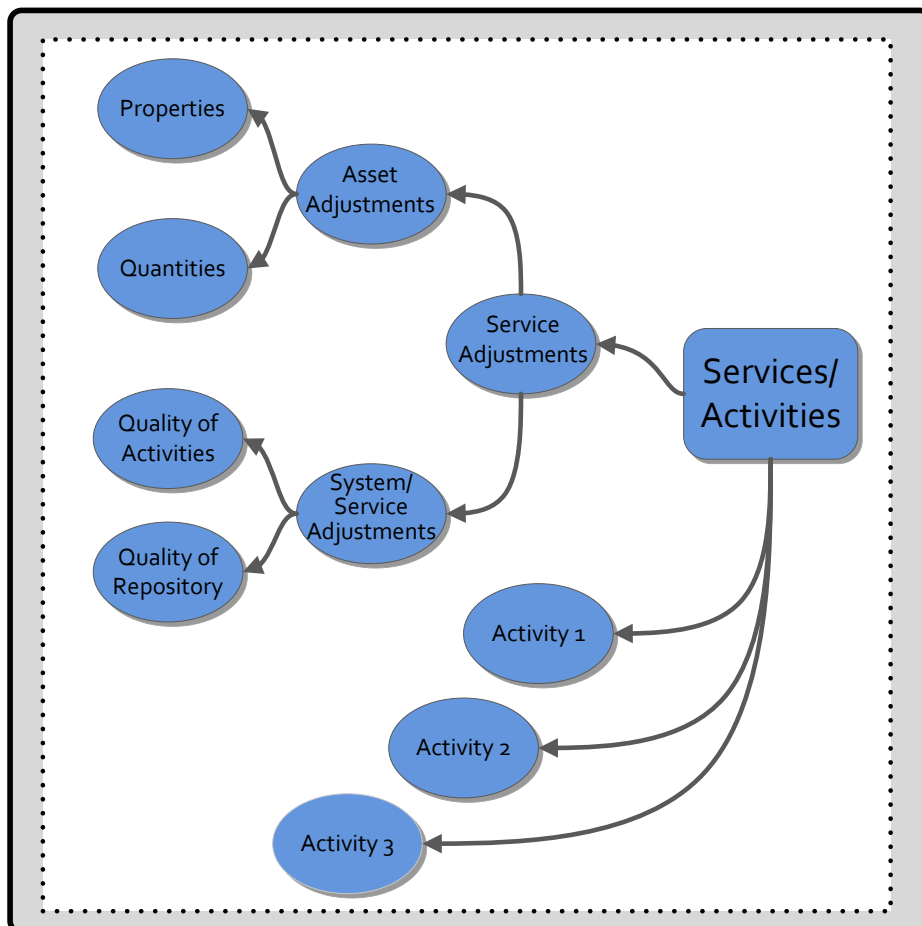 Properties
Asset
Adjustments
Quantities
Service
Adjustments
Services/
Activities
Quality of
Activities
System/
Service
Adjustments
Quality of
Repository
Activity 1
Activity 2
Activity 3